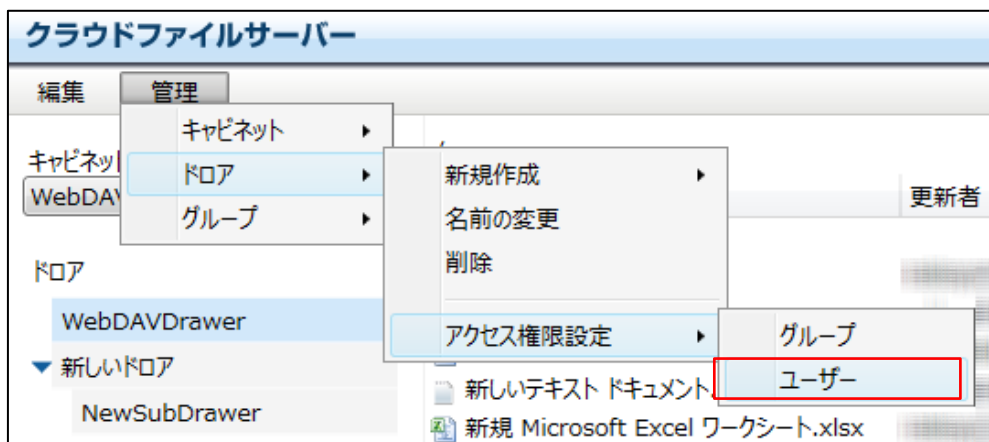 クラウドファイルサーバー
編集 管理
キャビネット
キャビネッ
ドロア
新規作成
WebDAV
更新者
グループ
名前の変更
ドロア
削除
WebDAVDrawer
アクセス権限設定
グループ
新しいドロア
ユーザー
新しいテキスト ドキュメント.
NewSubDrawer
新規 Microsoft Excel ワークシート.xlsx